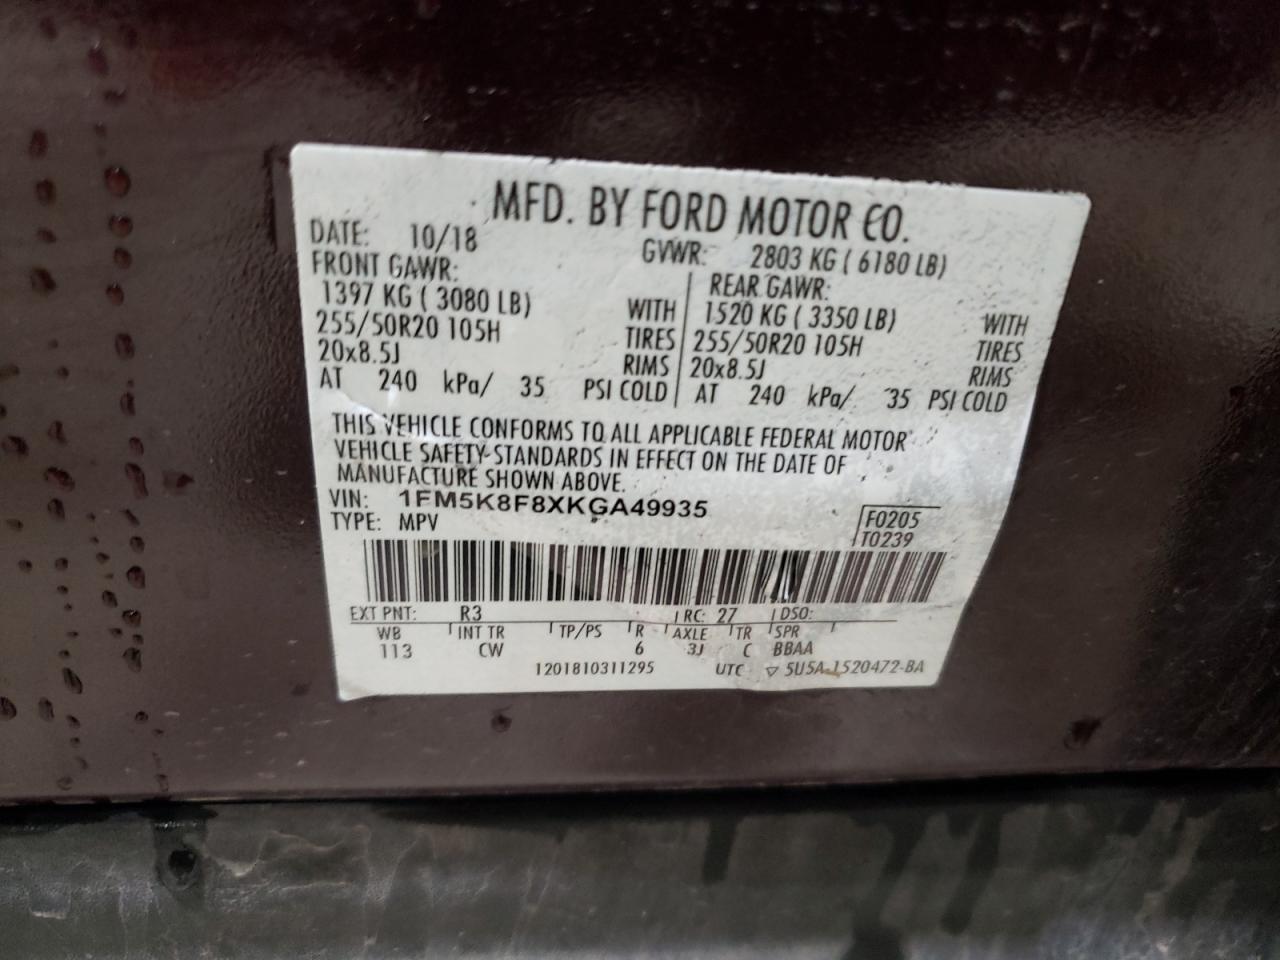 MFD. BY FORD MOTOR CO.
DATE: 10/18 GVWR: 2803 KG ( 6180 LB)
FRONT GAWR: REAR GAWR:
1397 KG ( 3080 LB) WITH 1520 KG ( 3350 LB) WITH
255/50R20 105H TIRES 255/50R20 105H TIRES
20x8.5J RIMS 20x8.5J RIMS
AT 240 kPa/ 35 PSI COLD AT 240 kPa/ 35 PSI COLD
THIS VEHICLE CONFORMS TO ALL APPLICABLE FEDERAL MOTOR
VEHICLE SAFETY STANDARDS IN EFFECT ON THE DATE OF
MANUFACTURE SHOWN ABOVE.
VIN: 1FM5K8F8XKGA49935
TYPE: MPV
F0205
T0239
EXT PNT: R3 RC: 27 DSO:
WB INT TR TP/PS R AXLE TR SPR
113 CW 6 3J C BBAA
1201810311295 UTC ▽ 5U5A-1520472-BA